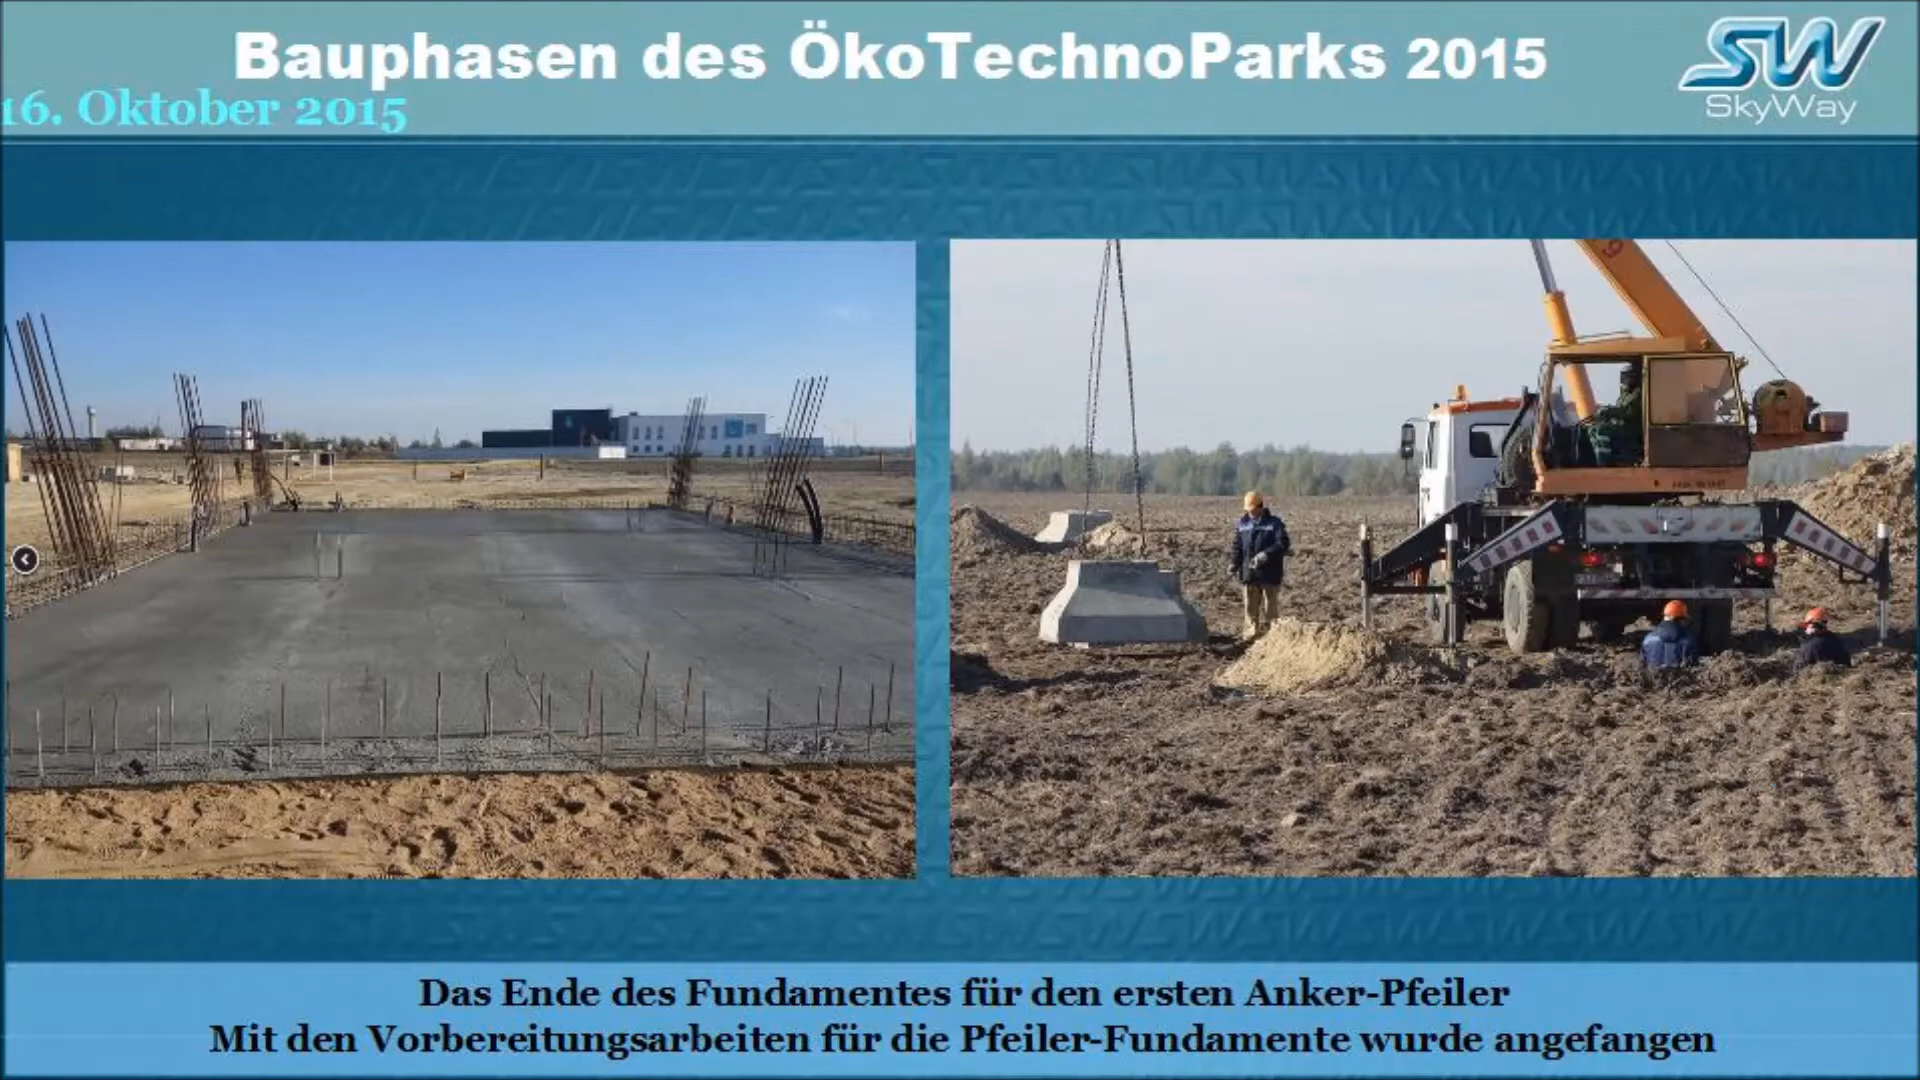 Bauphasen des ÖkoTechnoParks 2015
16. Oktober 2015
SW
SkyWay
Das Ende des Fundamentes für den ersten Anker-Pfeiler
Mit den Vorbereitungsarbeiten für die Pfeiler-Fundamente wurde angefangen